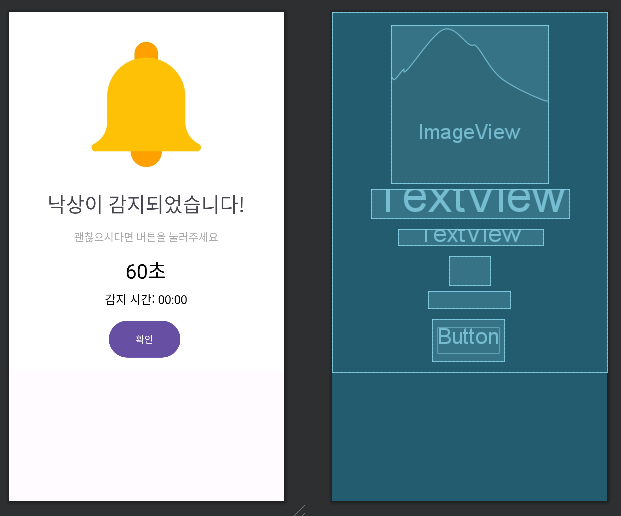 낙상이 감지되었습니다!
괜찮으시다면 버튼을 눌러주세요
60초
감지 시간: 00:00
확인
ImageView
TextView
TextView
Button